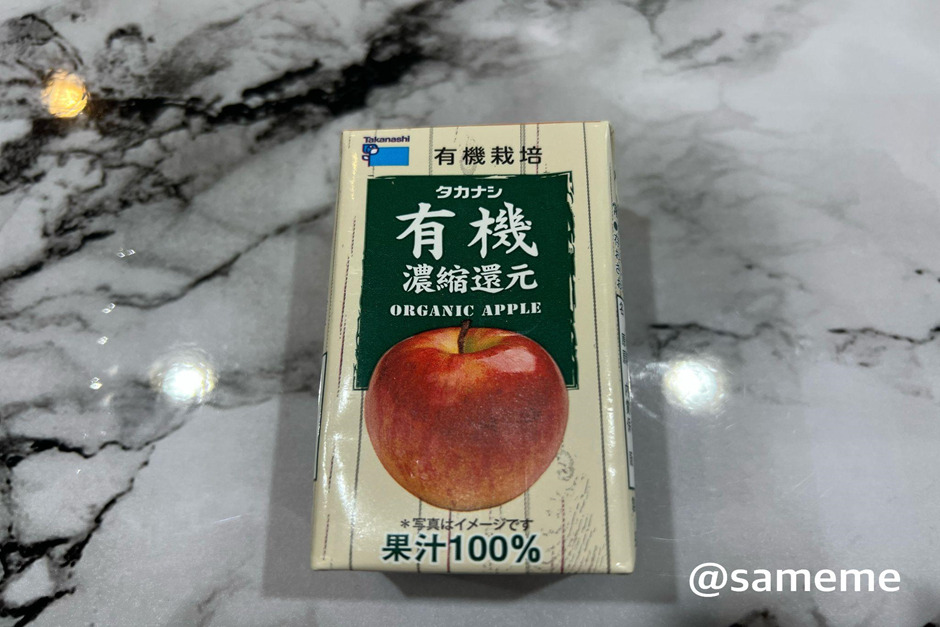 Takanashi
有機栽培
タカナシ
有機
濃縮還元
ORGANIC APPLE
＊写真はイメージです
果汁100%
@sameme